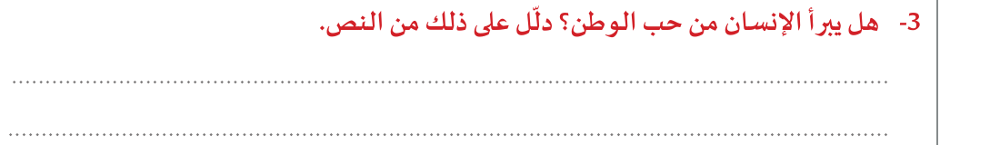 3- هل يبرأ الإنسان من حب الوطن؟ دلّل على ذلك من النص.